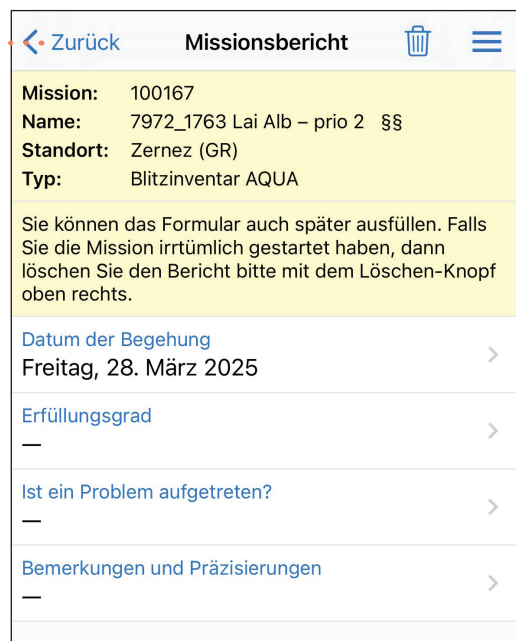 Zurück Missionsbericht
Mission: 100167
Name: 7972_1763 Lai Alb – prio 2 §§
Standort: Zernez (GR)
Typ: Blitzinventar AQUA
Sie können das Formular auch später ausfüllen. Falls
Sie die Mission irrtümlich gestartet haben, dann
löschen Sie den Bericht bitte mit dem Löschen-Knopf
oben rechts.
Datum der Begehung
Freitag, 28. März 2025
Erfüllungsgrad
—
Ist ein Problem aufgetreten?
—
Bemerkungen und Präzisierungen
—